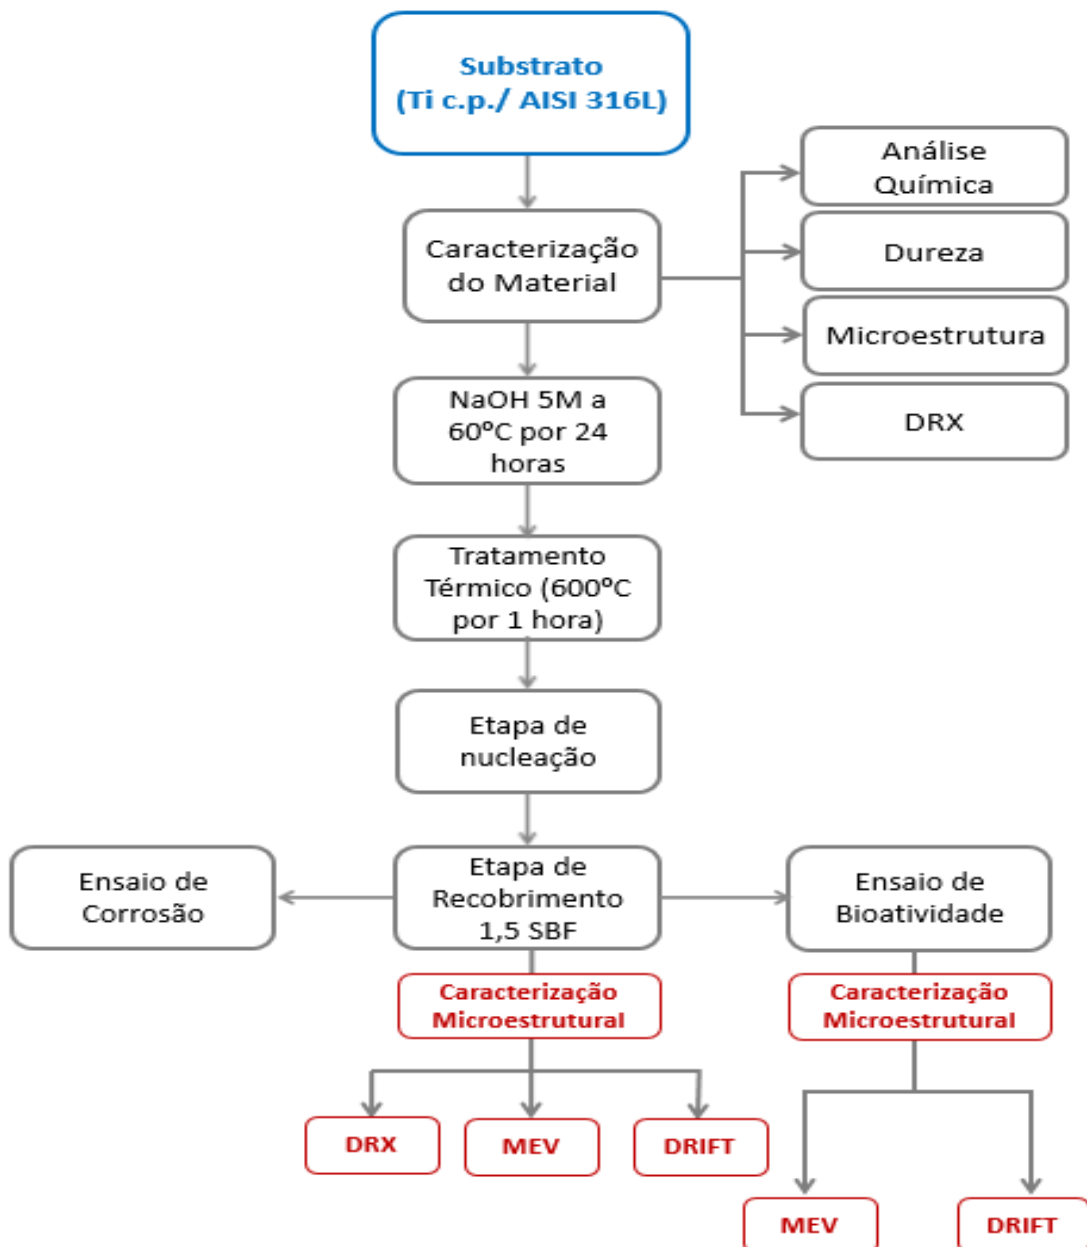 Substrato
(Ti c.p./ AISI 316L)
Caracterização
do Material
Análise
Química
Dureza
Microestrutura
DRX
NaOH 5M a
60ºC por 24
horas
Tratamento
Térmico (600ºC
por 1 hora)
Etapa de
nucleação
Ensaio de
Corrosão
Etapa de
Recobrimento
1,5 SBF
Ensaio de
Bioatividade
Caracterização
Microestrutural
Caracterização
Microestrutural
DRX
MEV
DRIFT
MEV
DRIFT